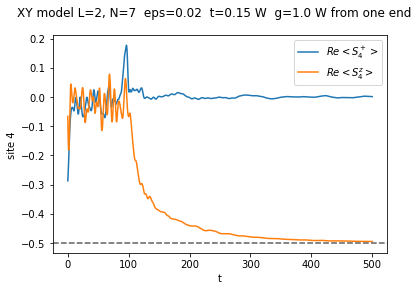 XY model L=2, N=7 eps=0.02 t=0.15 W g=1.0 W from one end
0.2
0.1
0.0
−0.1
−0.2
−0.3
−0.4
−0.5
site 4
Re<S₄⁺>
Re<S₄ᶻ>
0
100
200
300
400
500
t